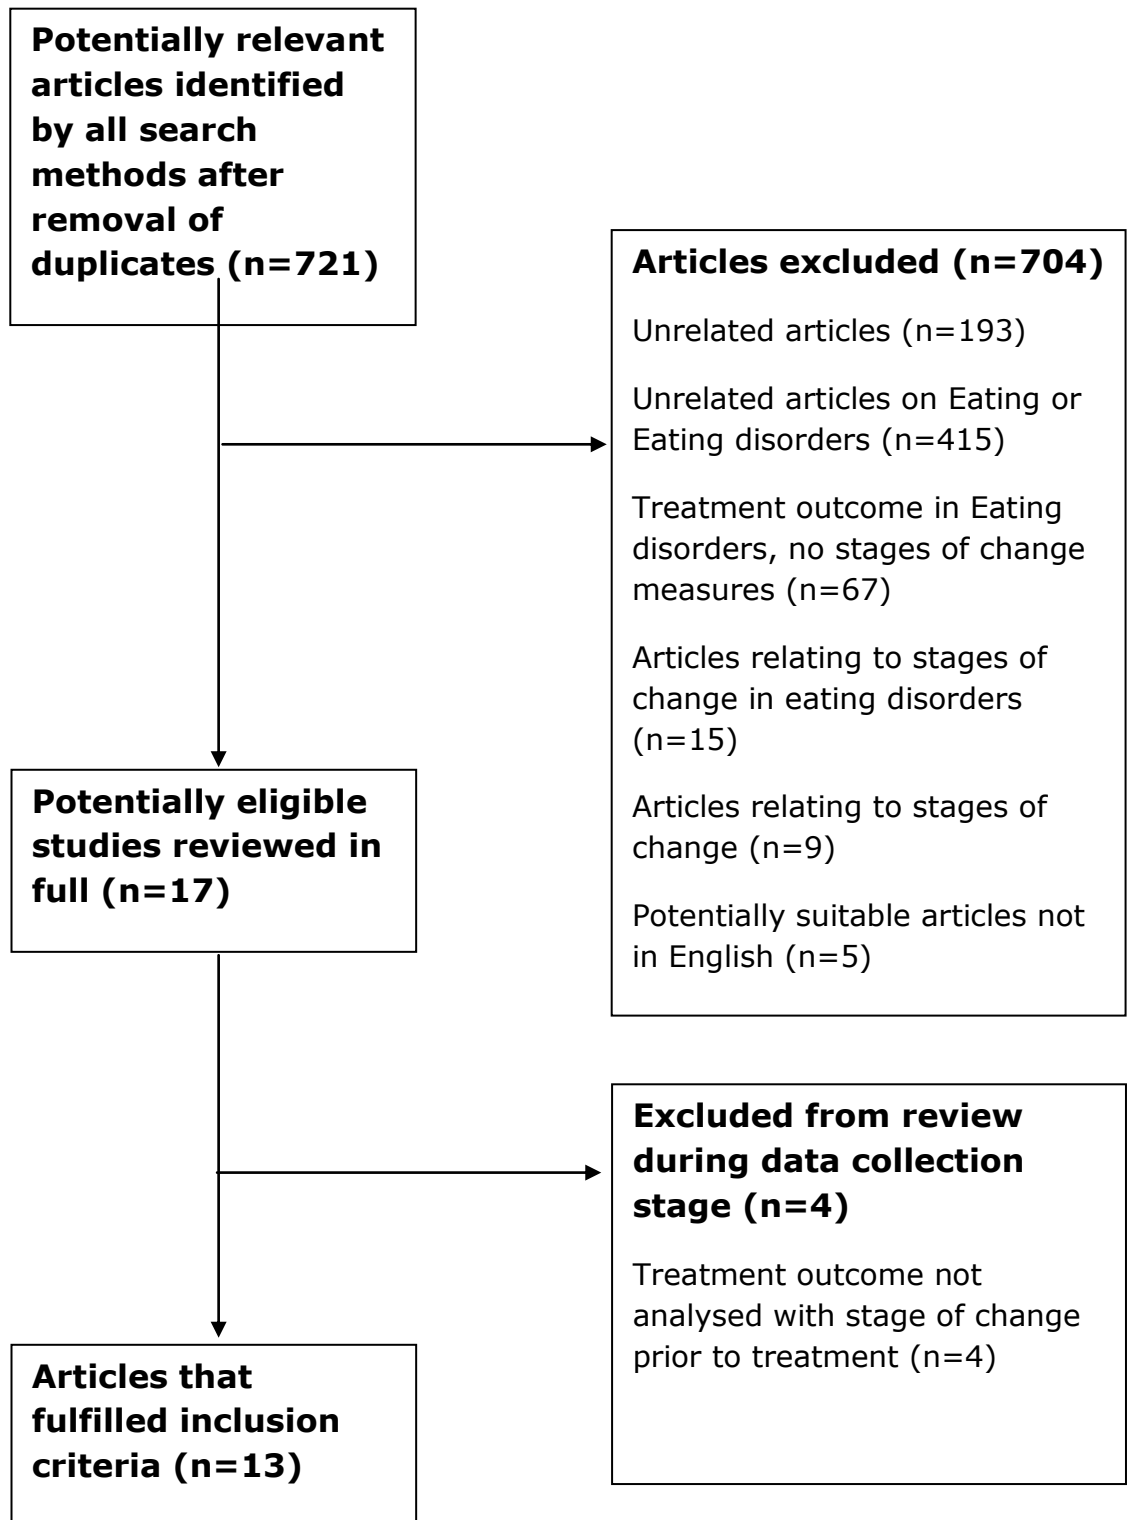 Potentially relevant
articles identified
by all search
methods after
removal of
duplicates (n=721)
Articles excluded (n=704)
Unrelated articles (n=193)
Unrelated articles on Eating or
Eating disorders (n=415)
Treatment outcome in Eating
disorders, no stages of change
measures (n=67)
Articles relating to stages of
change in eating disorders
(n=15)
Articles relating to stages of
change (n=9)
Potentially suitable articles not
in English (n=5)
Potentially eligible
studies reviewed in
full (n=17)
Excluded from review
during data collection
stage (n=4)
Treatment outcome not
analysed with stage of change
prior to treatment (n=4)
Articles that
fulfilled inclusion
criteria (n=13)